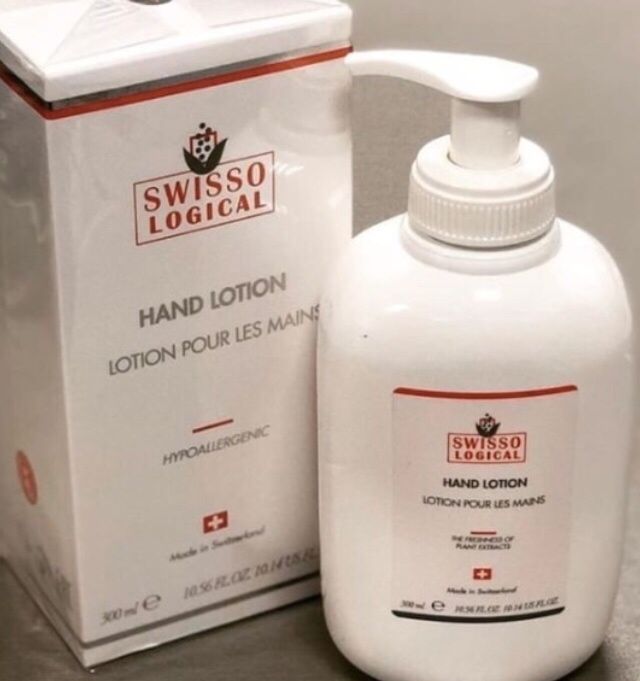 SWISSO
LOGICAL
HAND LOTION
LOTION POUR LES MAINS
HYPOALLERGENIC
Made in Switzerland
300 ml e 10.56 FL.OZ. 10.14 US FL.
SWISSO
LOGICAL
HAND LOTION
LOTION POUR LES MAINS
THE FRESHNESS OF
PLANT EXTRACTS
Made in Switzerland
300 ml e 10.56 FL.OZ. 10.14 US FL.OZ.